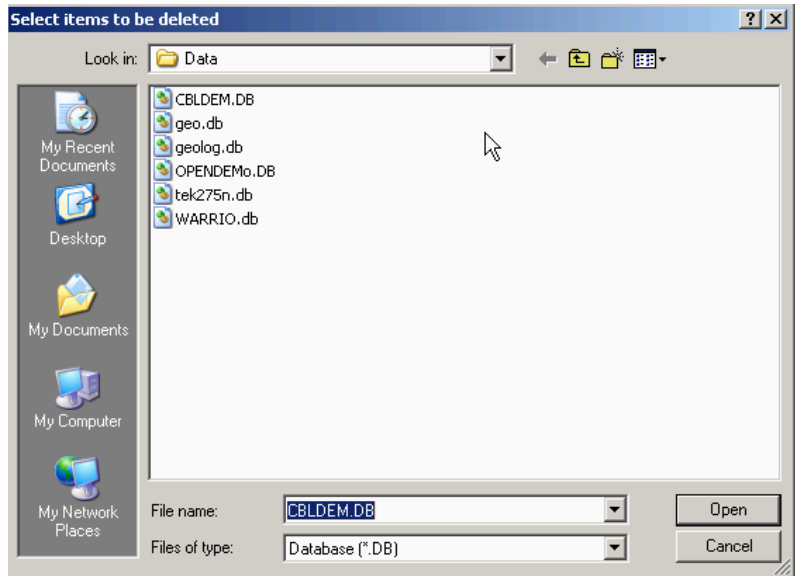 Select items to be deleted
Look in: Data
My Recent
Documents
Desktop
My Documents
My Computer
My Network
Places
CBLDEM.DB
geo.db
geolog.db
OPENDEMo.DB
tek275n.db
WARRIO.db
File name: CBLDEM.DB Open
Files of type: Database (*.DB) Cancel